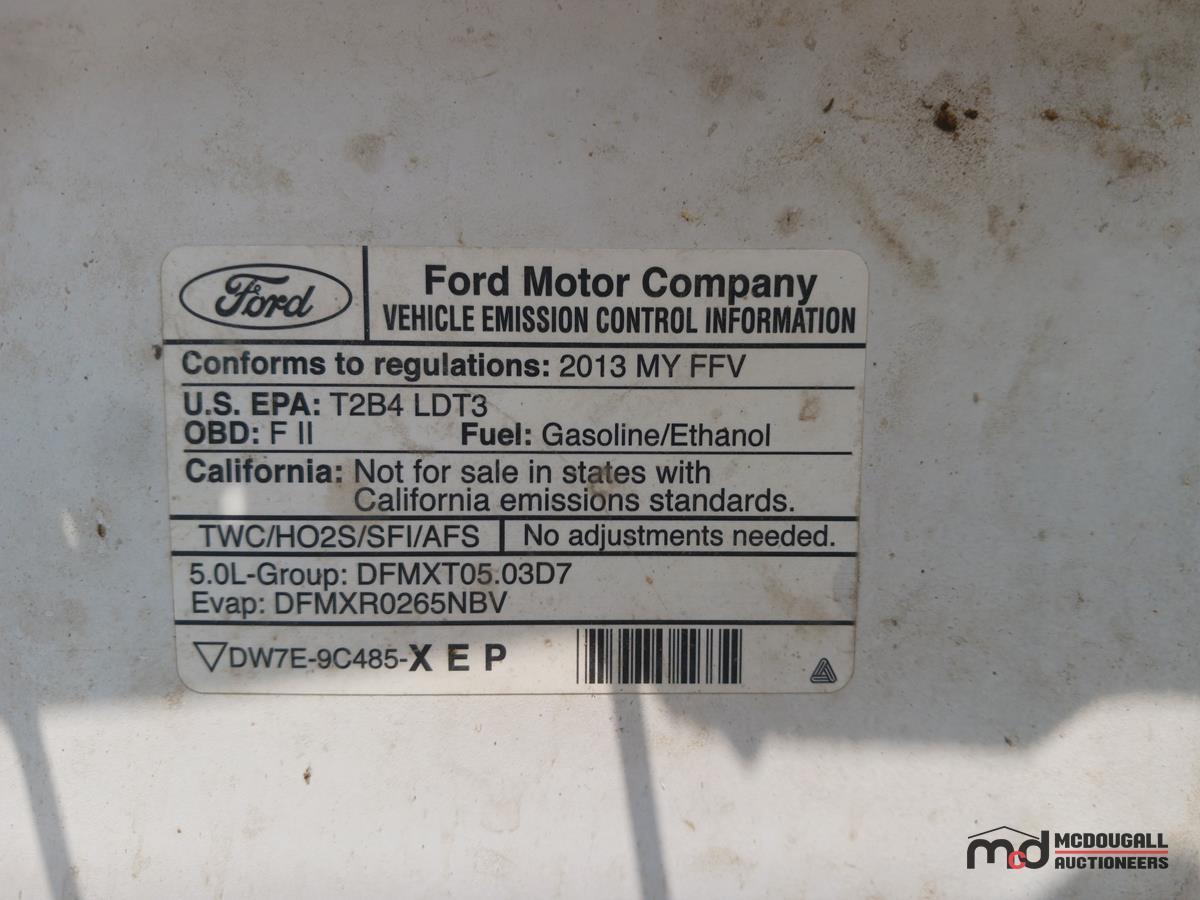 Ford
Ford Motor Company
VEHICLE EMISSION CONTROL INFORMATION
Conforms to regulations: 2013 MY FFV
U.S. EPA: T2B4 LDT3
OBD: F II Fuel: Gasoline/Ethanol
California: Not for sale in states with
California emissions standards.
TWC/HO2S/SFI/AFS No adjustments needed.
5.0L-Group: DFMXT05.03D7
Evap: DFMXR0265NBV
DW7E-9C485-XEP
mcd MCDOUGALL
AUCTIONEERS